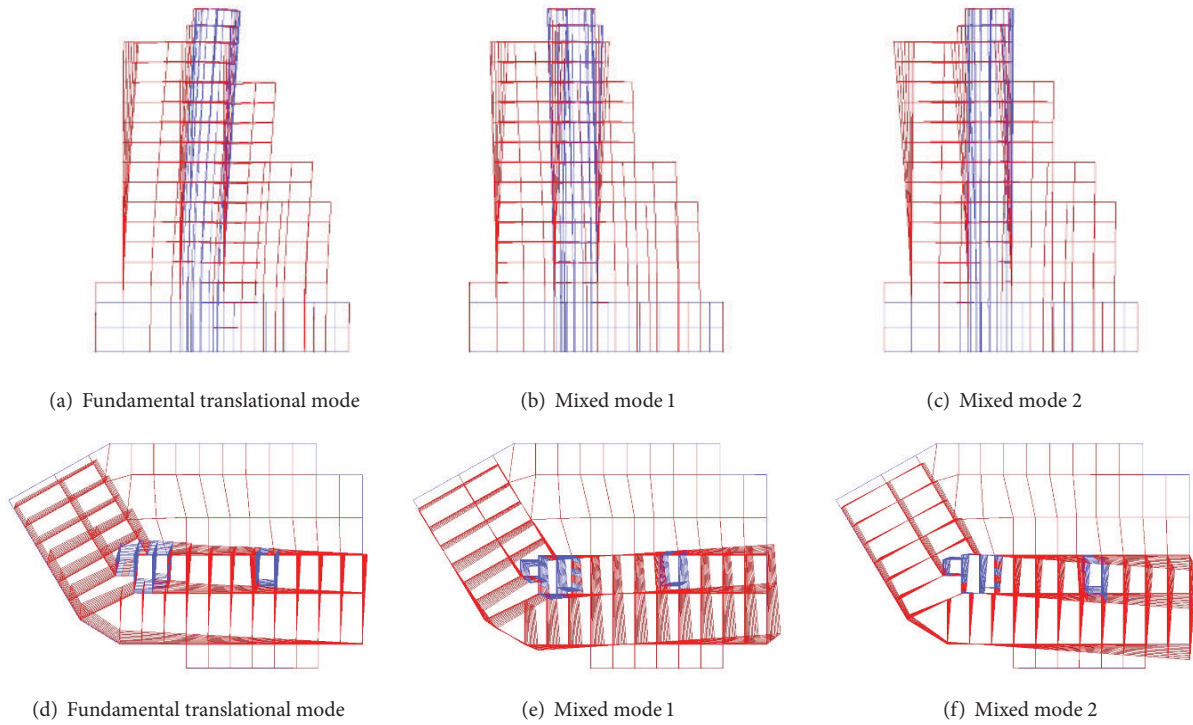 (a) Fundamental translational mode
(b) Mixed mode 1
(c) Mixed mode 2
(d) Fundamental translational mode
(e) Mixed mode 1
(f) Mixed mode 2